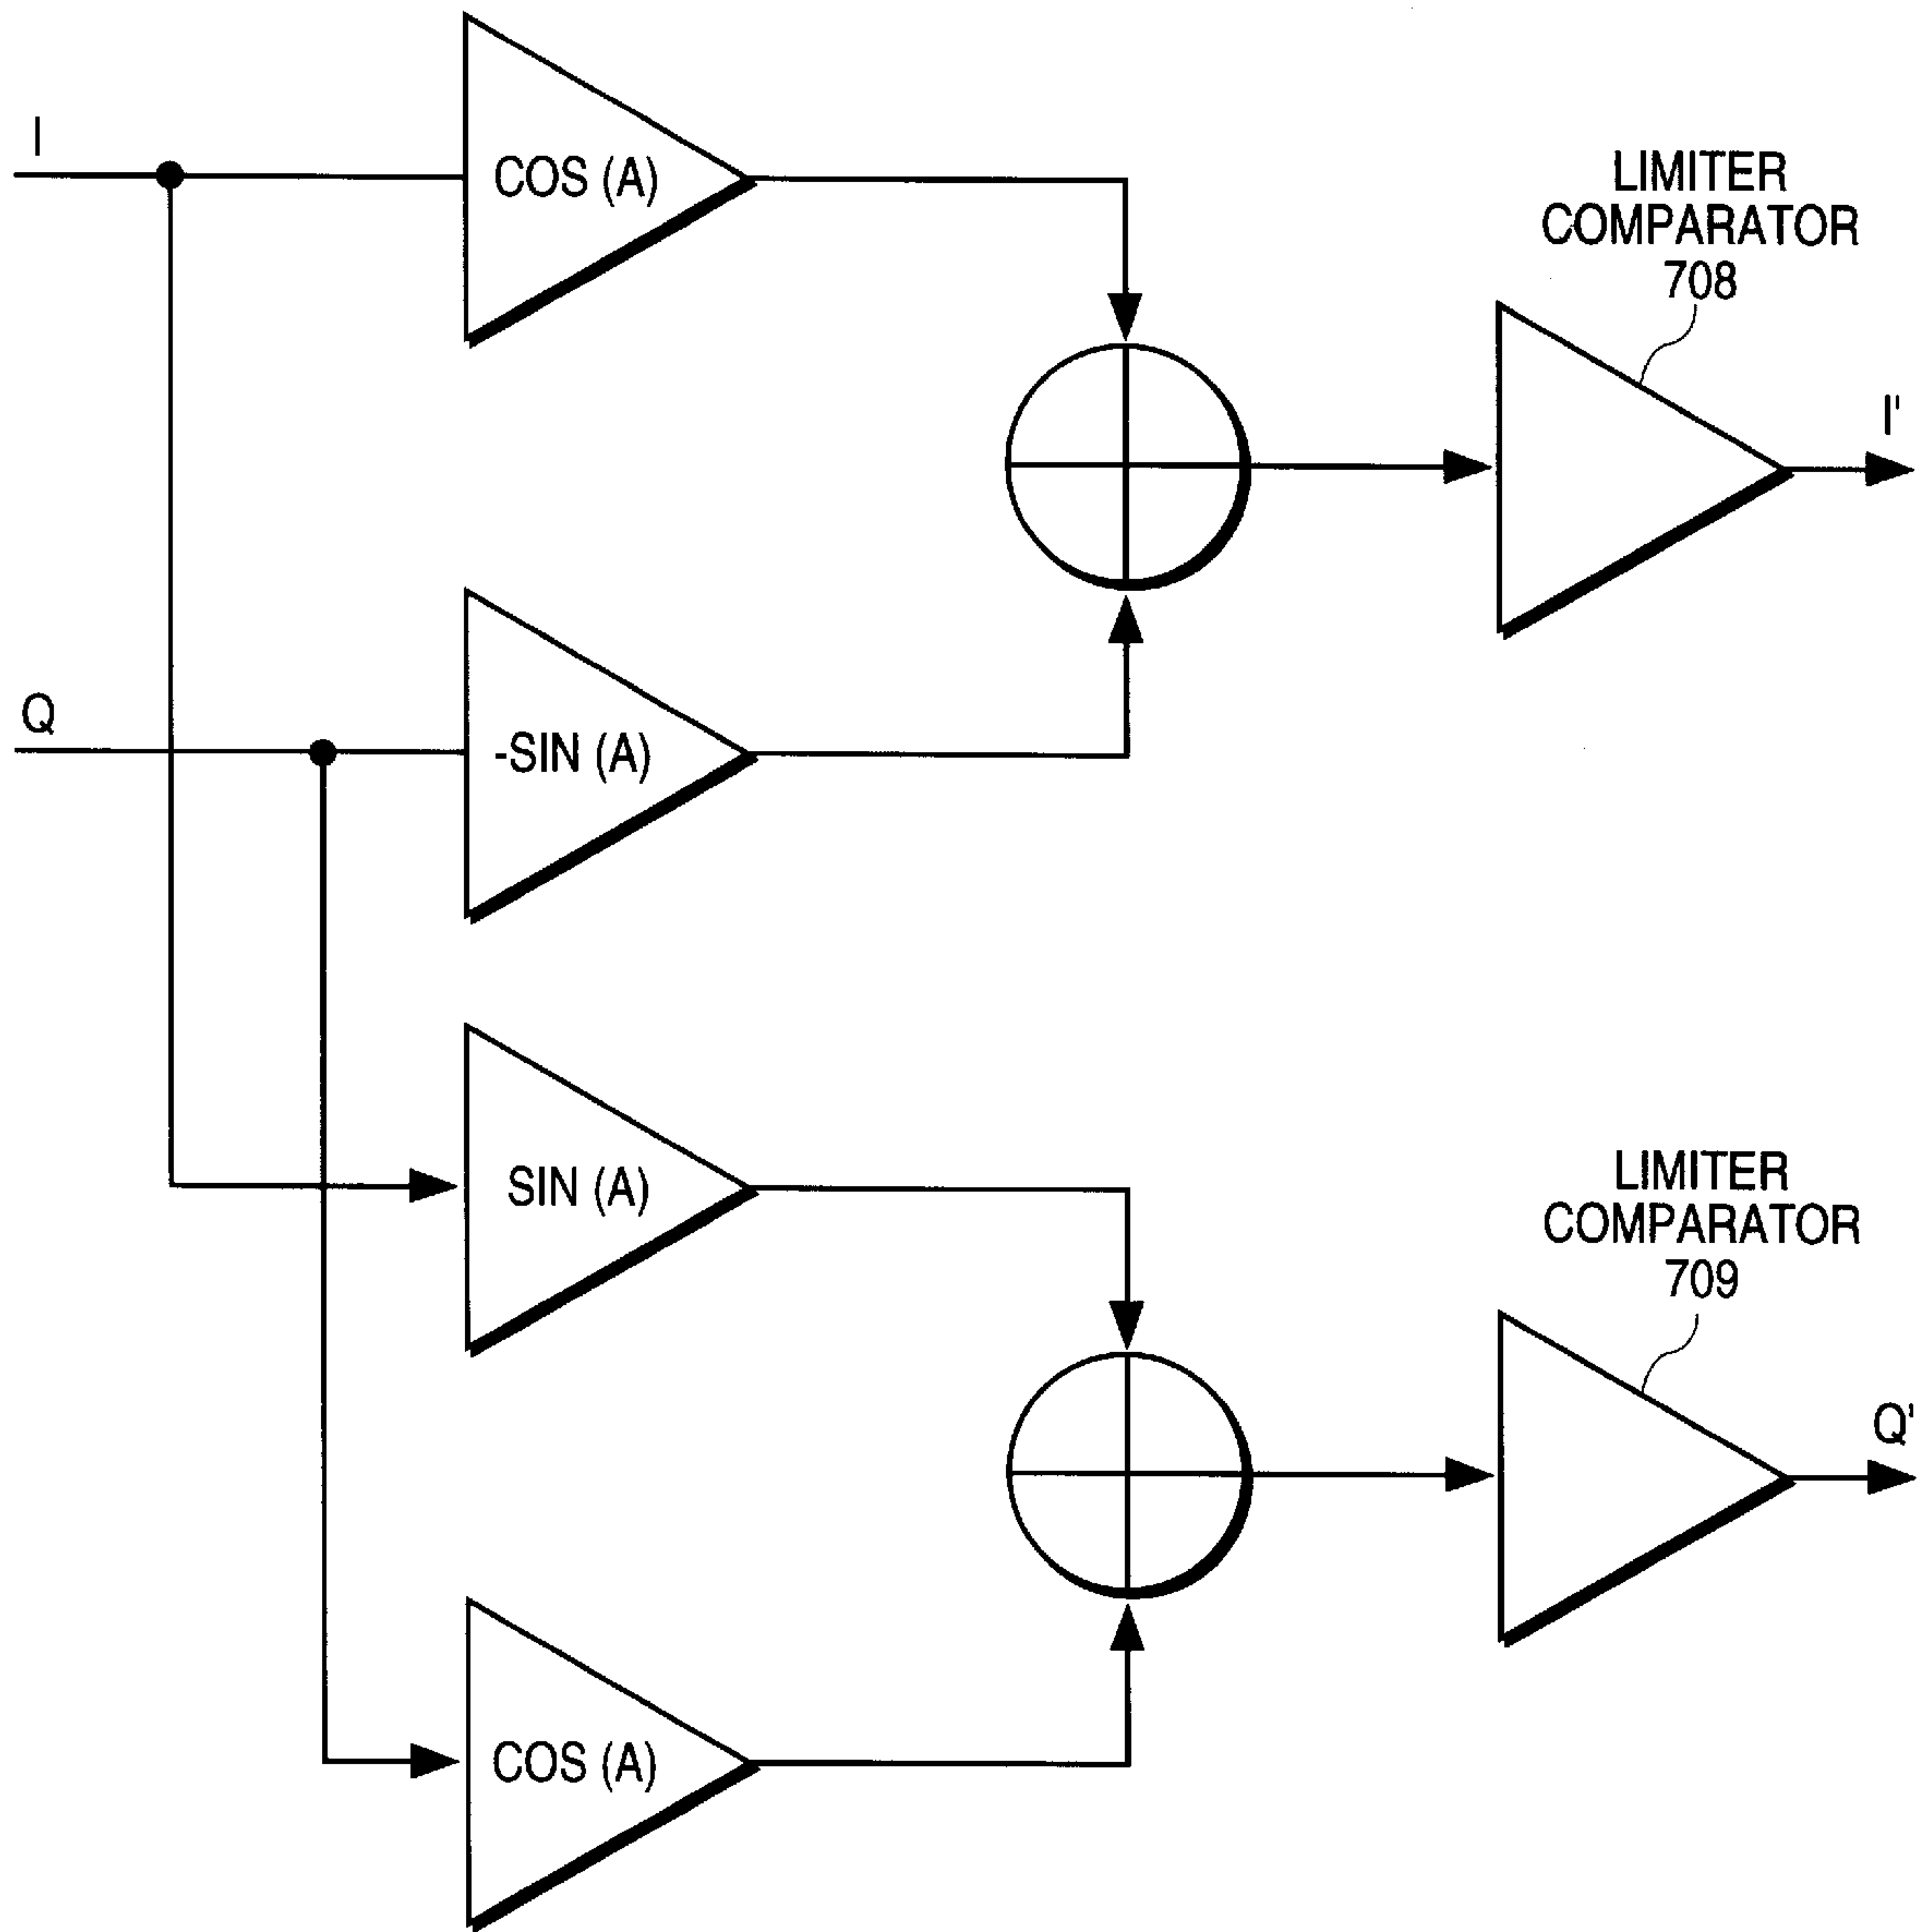 I
COS (A)
LIMITER
COMPARATOR
708
I'
Q
-SIN (A)
SIN (A)
LIMITER
COMPARATOR
709
Q'
COS (A)